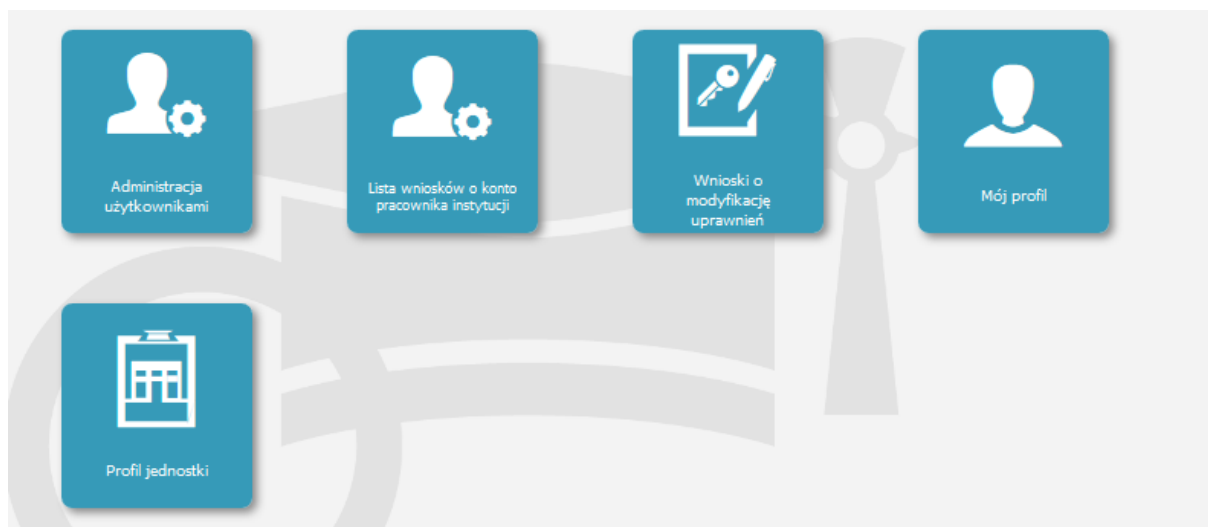 Administracja
użytkownikami
Lista wniosków o konto
pracownika instytucji
Wnioski o
modyfikację
uprawnień
Mój profil
Profil jednostki